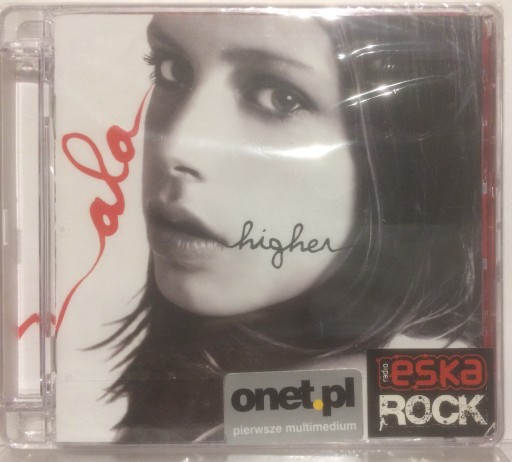 ala
higher
onet.pl
pierwsze multimedium
radio
eska
ROCK